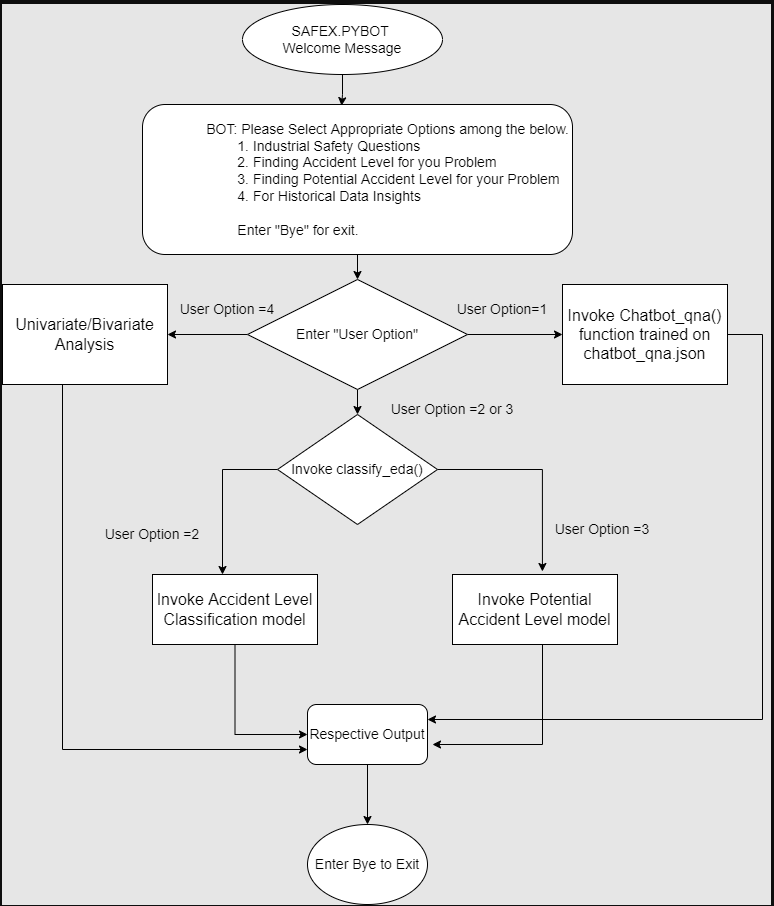 SAFEX.PYBOT
Welcome Message
BOT: Please Select Appropriate Options among the below.
1. Industrial Safety Questions
2. Finding Accident Level for you Problem
3. Finding Potential Accident Level for your Problem
4. For Historical Data Insights
Enter "Bye" for exit.
User Option =4
User Option=1
Univariate/Bivariate
Analysis
Enter "User Option"
Invoke Chatbot_qna()
function trained on
chatbot_qna.json
User Option =2 or 3
Invoke classify_eda()
User Option =2
User Option =3
Invoke Accident Level
Classification model
Invoke Potential
Accident Level model
Respective Output
Enter Bye to Exit